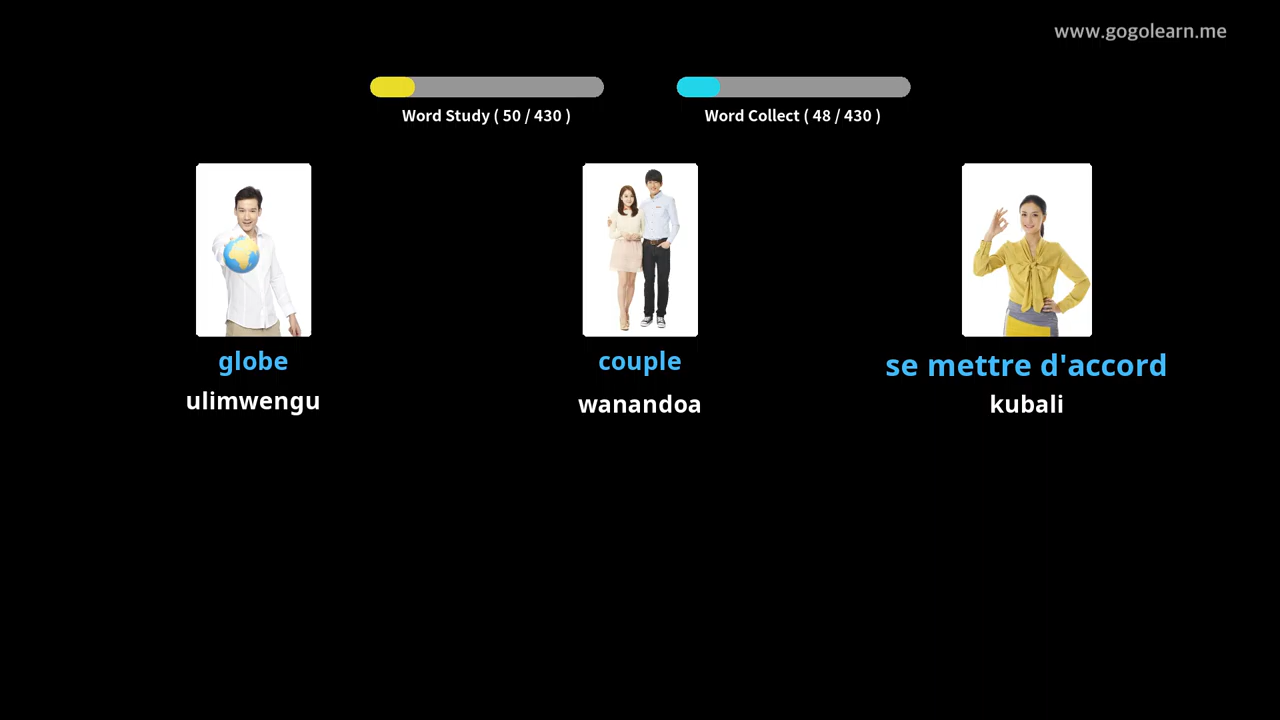 www.gogolearn.me
Word Study ( 50 / 430 )
Word Collect ( 48 / 430 )
globe
couple
se mettre d'accord
ulimwengu
wanandoa
kubali